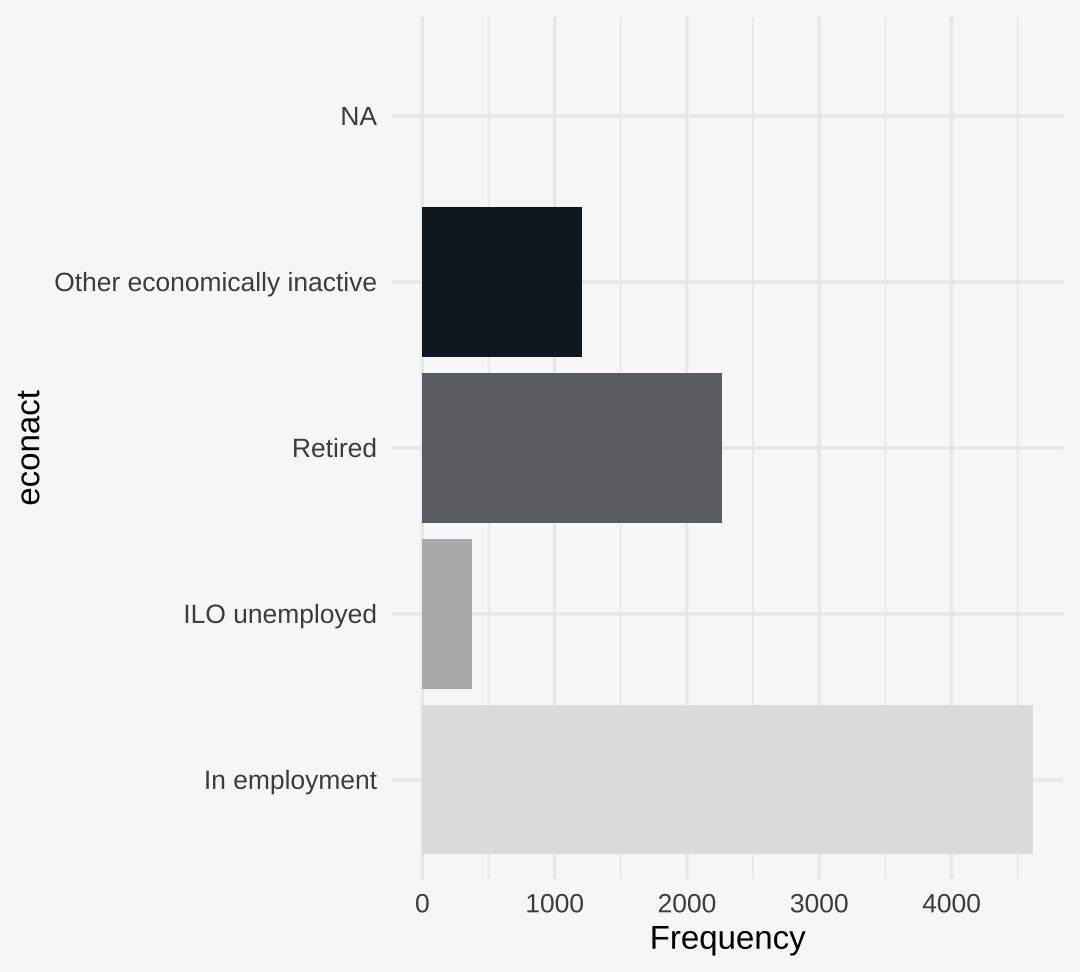 NA
Other economically inactive
Retired
ILO unemployed
In employment
econact
0 1000 2000 3000 4000
Frequency